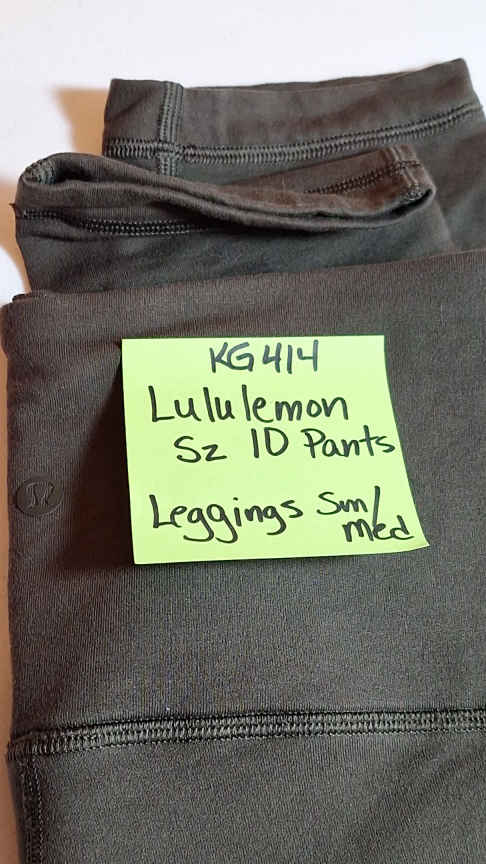 KG414
Lululemon
Sz 10 Pants
Leggings Sm/
med